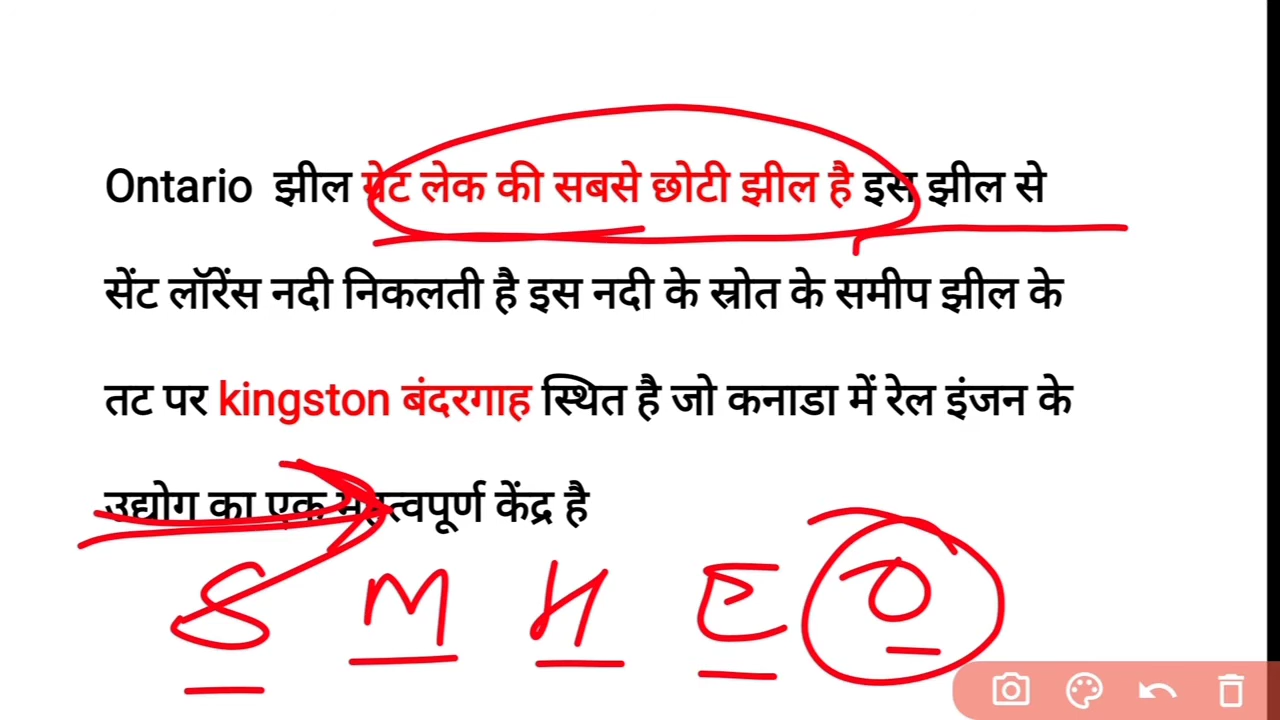 Ontario झील ग्रेट लेक की सबसे छोटी झील है इस झील से
सेंट लॉरेंस नदी निकलती है इस नदी के स्रोत के समीप झील के
तट पर kingston बंदरगाह स्थित है जो कनाडा में रेल इंजन के
उद्योग का एक महत्वपूर्ण केंद्र है
S M H E O